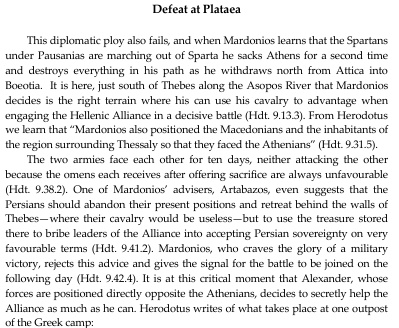 Defeat at Plataea
This diplomatic ploy also fails, and when Mardonios learns that the Spartans
under Pausanias are marching out of Sparta he sacks Athens for a second time
and destroys everything in his path as he withdraws north from Attica into
Boeotia. It is here, just south of Thebes along the Asopos River that Mardonios
decides is the right terrain where his can use his cavalry to advantage when
engaging the Hellenic Alliance in a decisive battle (Hdt. 9.13.3). From Herodotus
we learn that “Mardonios also positioned the Macedonians and the inhabitants of
the region surrounding Thessaly so that they faced the Athenians” (9.31.5).
The two armies face each other for ten days, neither attacking the other
because the omens each receives after offering sacrifice are always unfavourable
(Hdt. 9.38.2). One of Mardonios’ advisers, Artabazos, even suggests that the
Persians should abandon their present positions and retreat behind the walls of
Thebes—where their cavalry would be useless—but to use the treasure stored
there to bribe leaders of the Alliance into accepting Persian sovereignty on very
favourable terms (Hdt. 9.41.2). Mardonios, who craves the glory of a military
victory, rejects this advice and gives the signal for the battle to be joined on the
following day (Hdt. 9.42.4). It is at this critical moment that Alexander, whose
forces are positioned directly opposite the Athenians, decides to secretly help the
Alliance as much as he can. Herodotus writes of what takes place at one outpost
of the Greek camp: